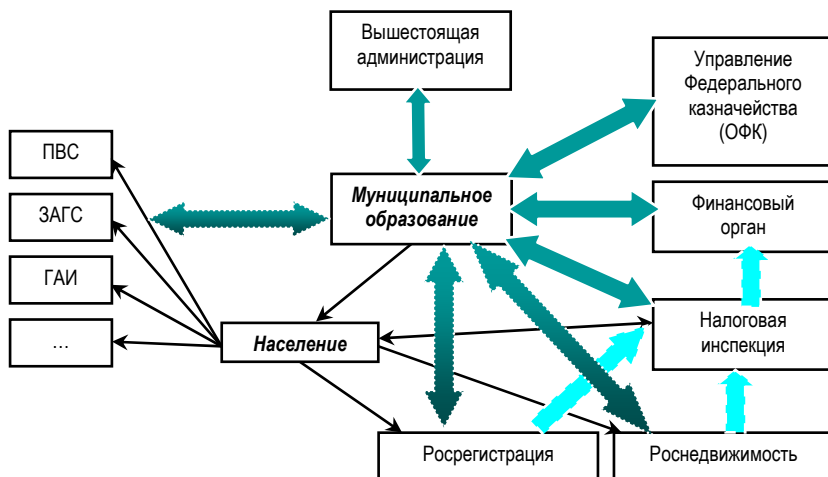 Вышестоящая
администрация
Управление
Федерального
казначейства
(ОФК)
ПВС
ЗАГС
ГАИ
...
Муниципальное
образование
Финансовый
орган
Население
Налоговая
инспекция
Росрегистрация
Роснедвижимость